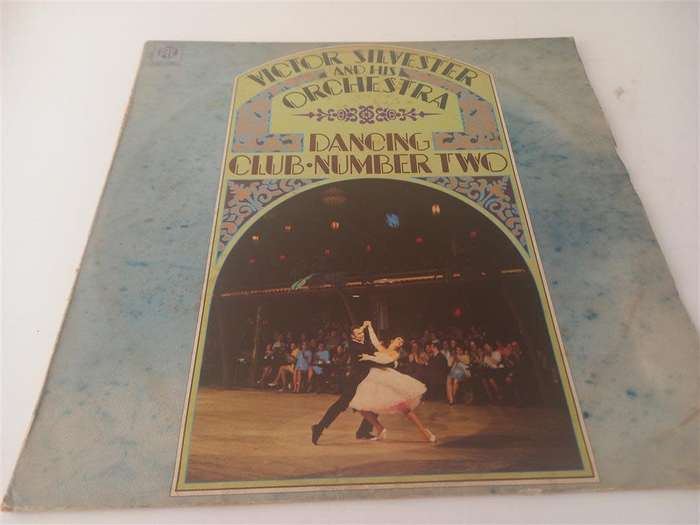 VICTOR SILVESTER
AND HIS
ORCHESTRA
DANCING
CLUB·NUMBER TWO